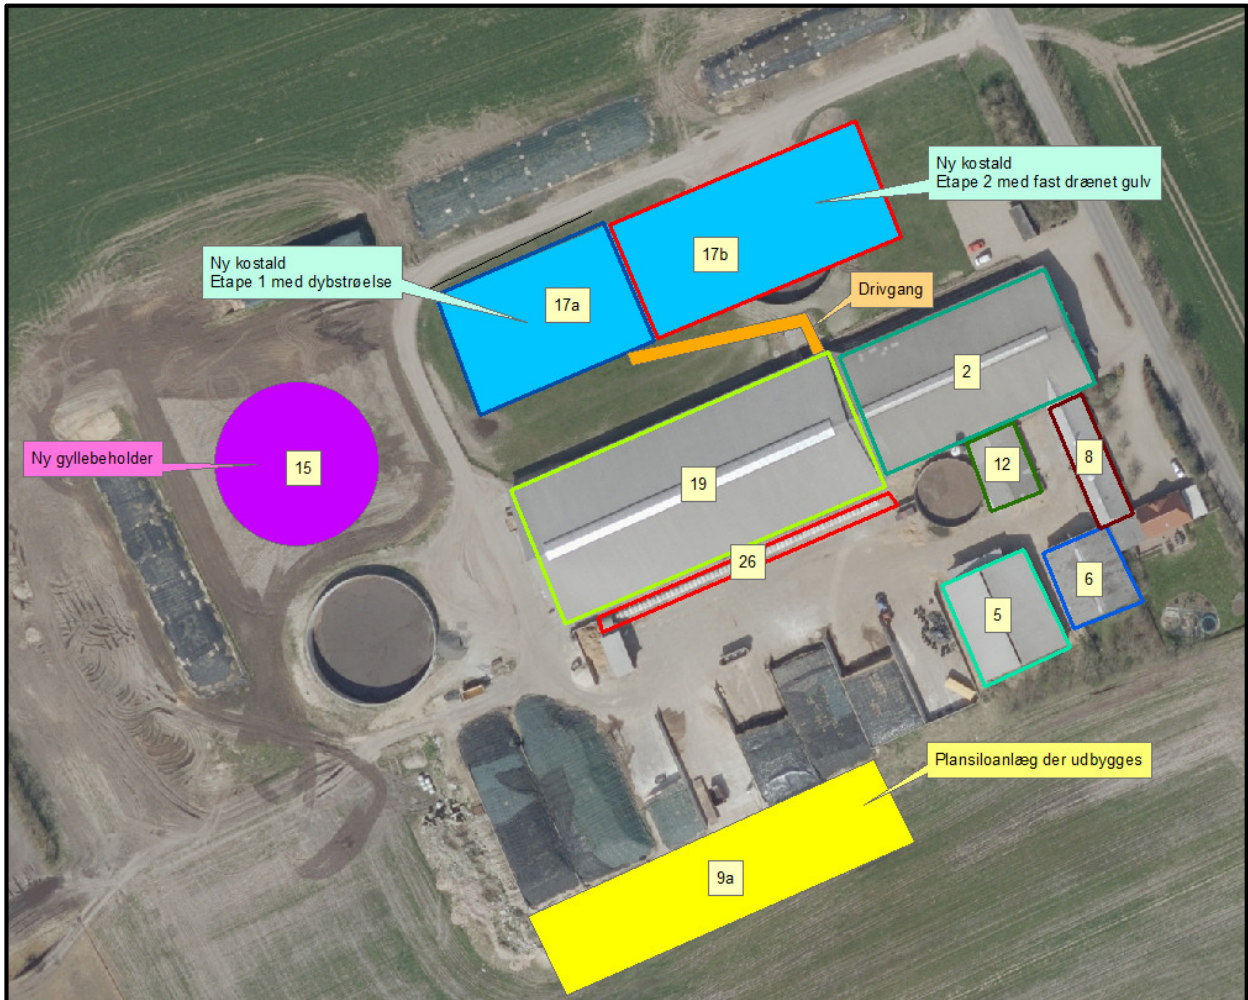 Ny kostald
Etape 2 med fast drænet gulv
Ny kostald
Etape 1 med dybstrøelse
17b
17a
Drivgang
2
Ny gyllebeholder
15
19
12
8
26
6
5
Plansiloanlæg der udbygges
9a